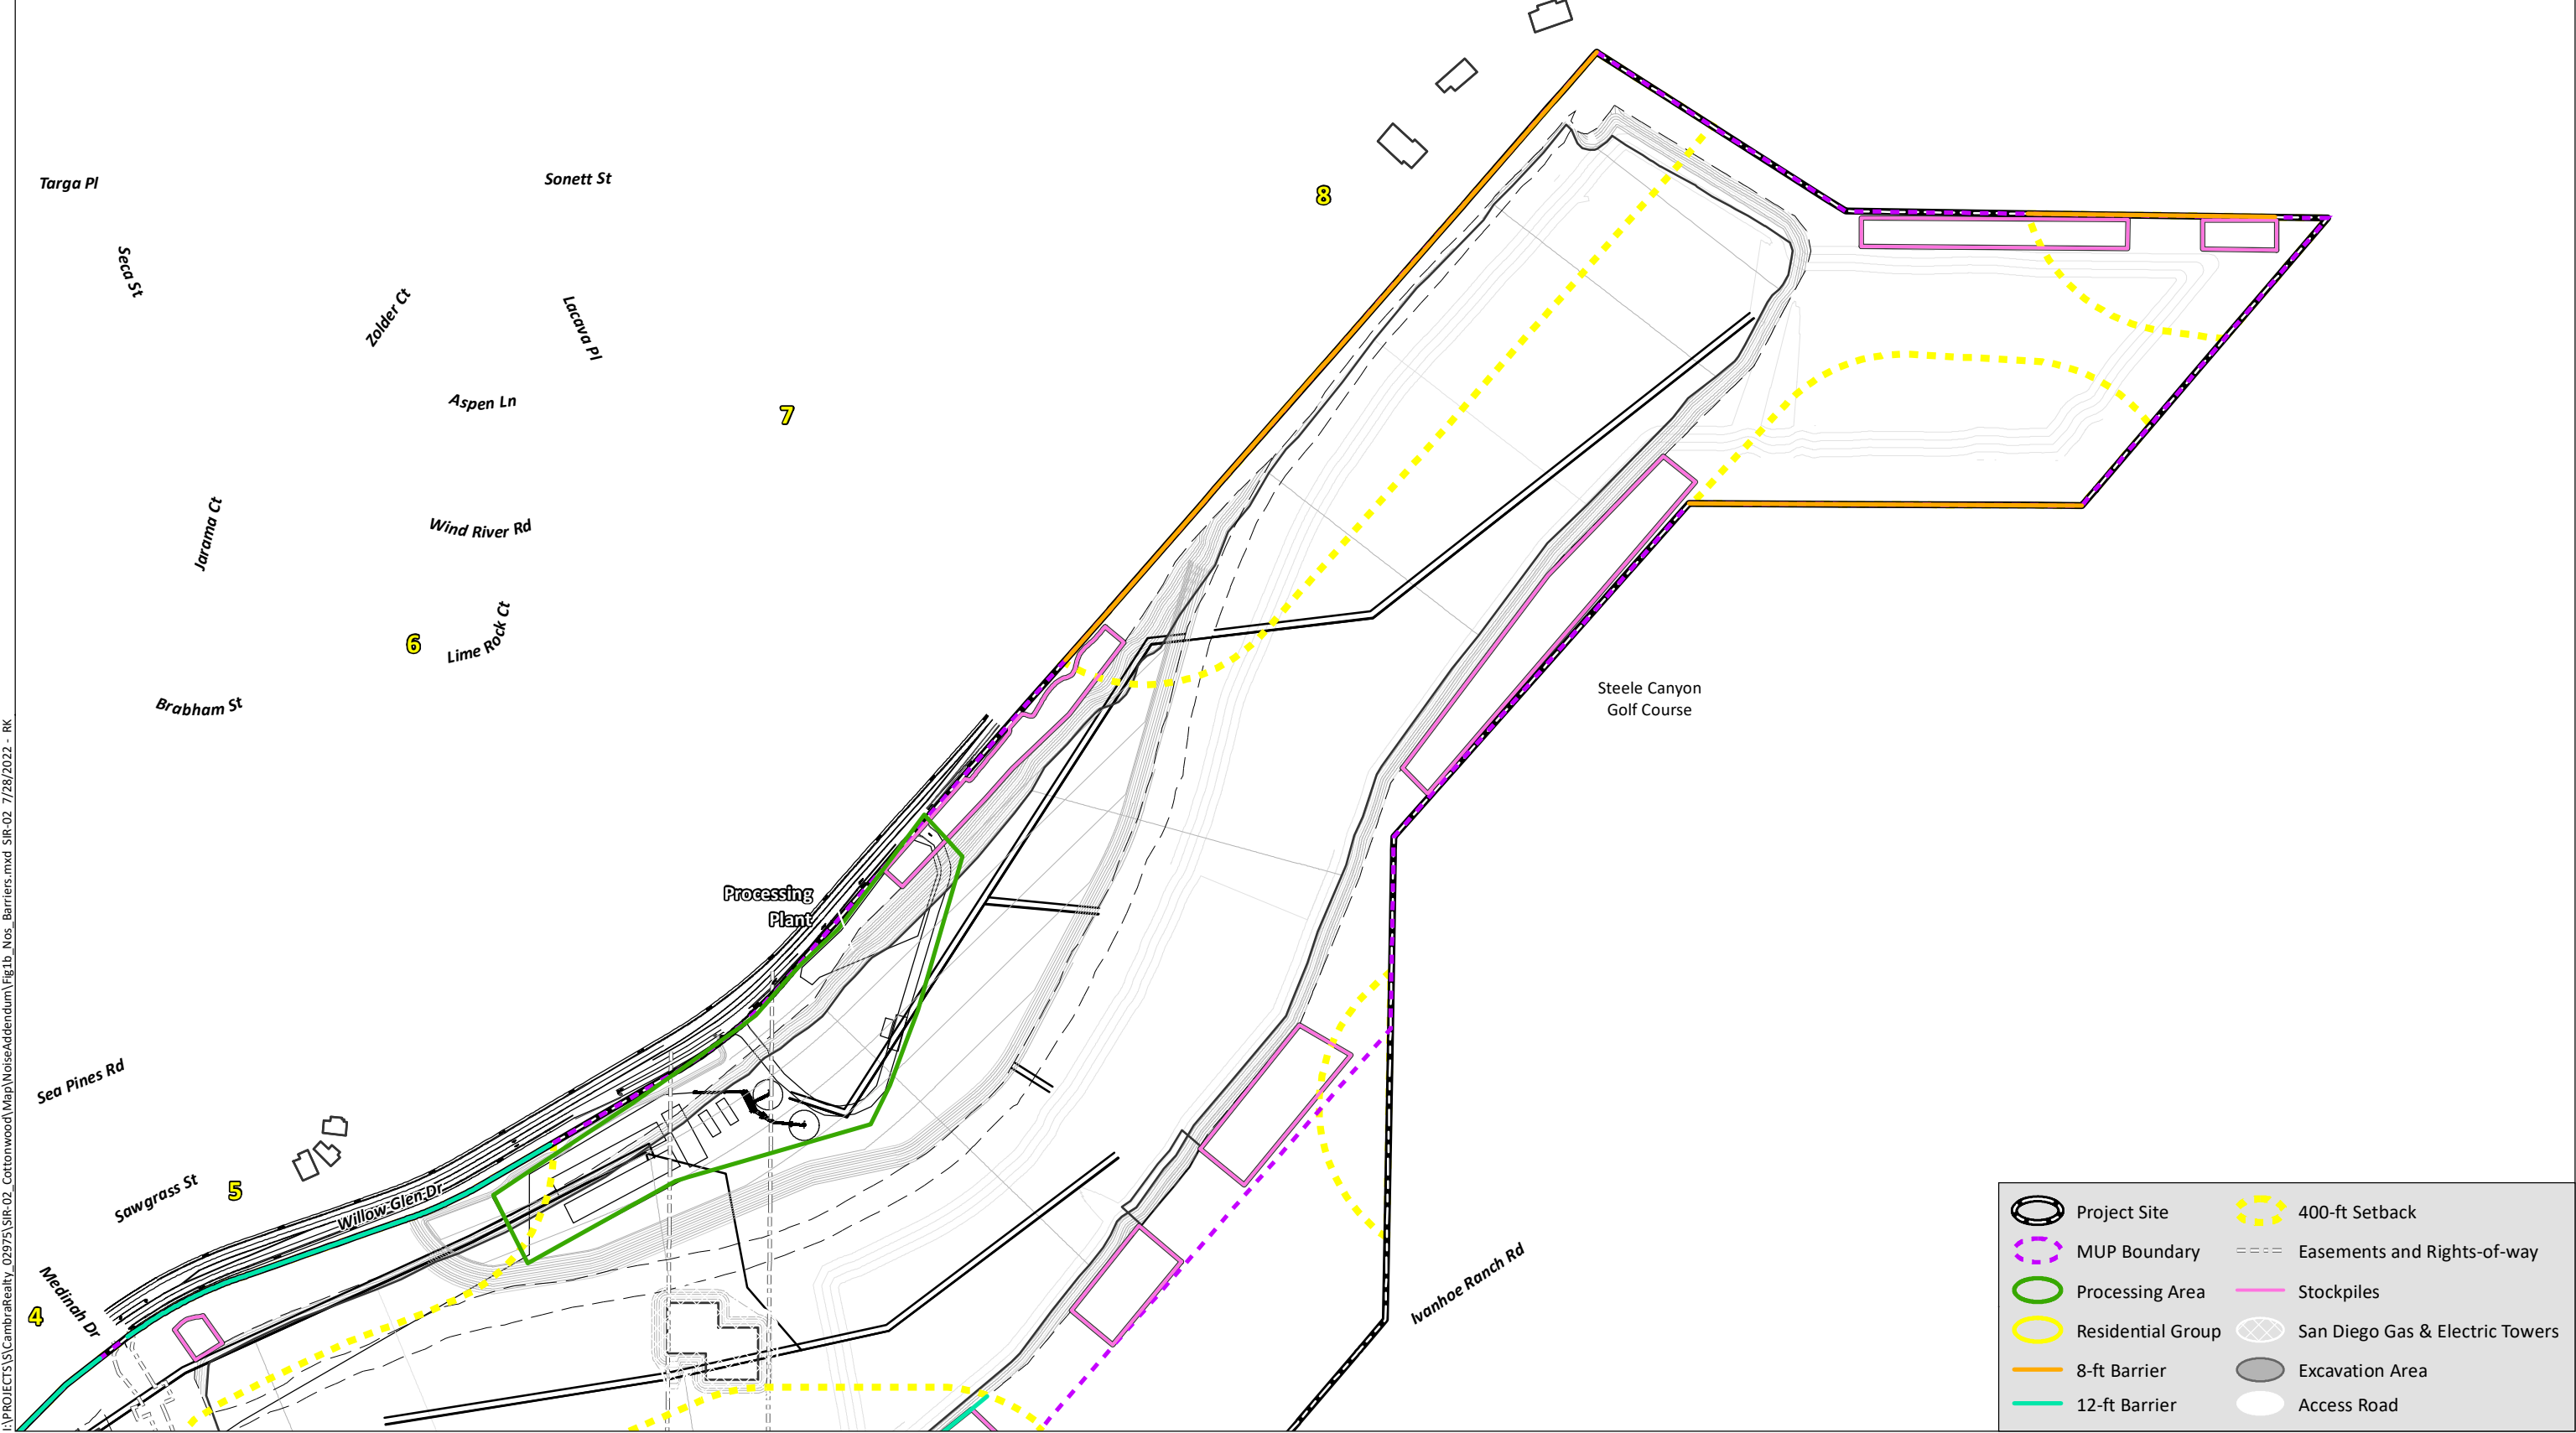 Targa Pl
Sonett St
8
Seca St
Zolder Ct
Lacava Pl
Aspen Ln
7
Jarama Ct
Wind River Rd
6
Lime Rock Ct
Brabham St
Steele Canyon
Golf Course
Processing
Plant
Sea Pines Rd
Sawgrass St
5
Willow Glen Dr
Medinah Dr
4
Ivanhoe Ranch Rd
Project Site
MUP Boundary
Processing Area
Residential Group
8-ft Barrier
12-ft Barrier
400-ft Setback
Easements and Rights-of-way
Stockpiles
San Diego Gas & Electric Towers
Excavation Area
Access Road
I:\PROJECTS\S\CambraRealty_02975\SIR-02_Cottonwood\Map\NoiseAddendum\Fig1b_Nos_Barriers.mxd SIR-02 7/28/2022 - RK